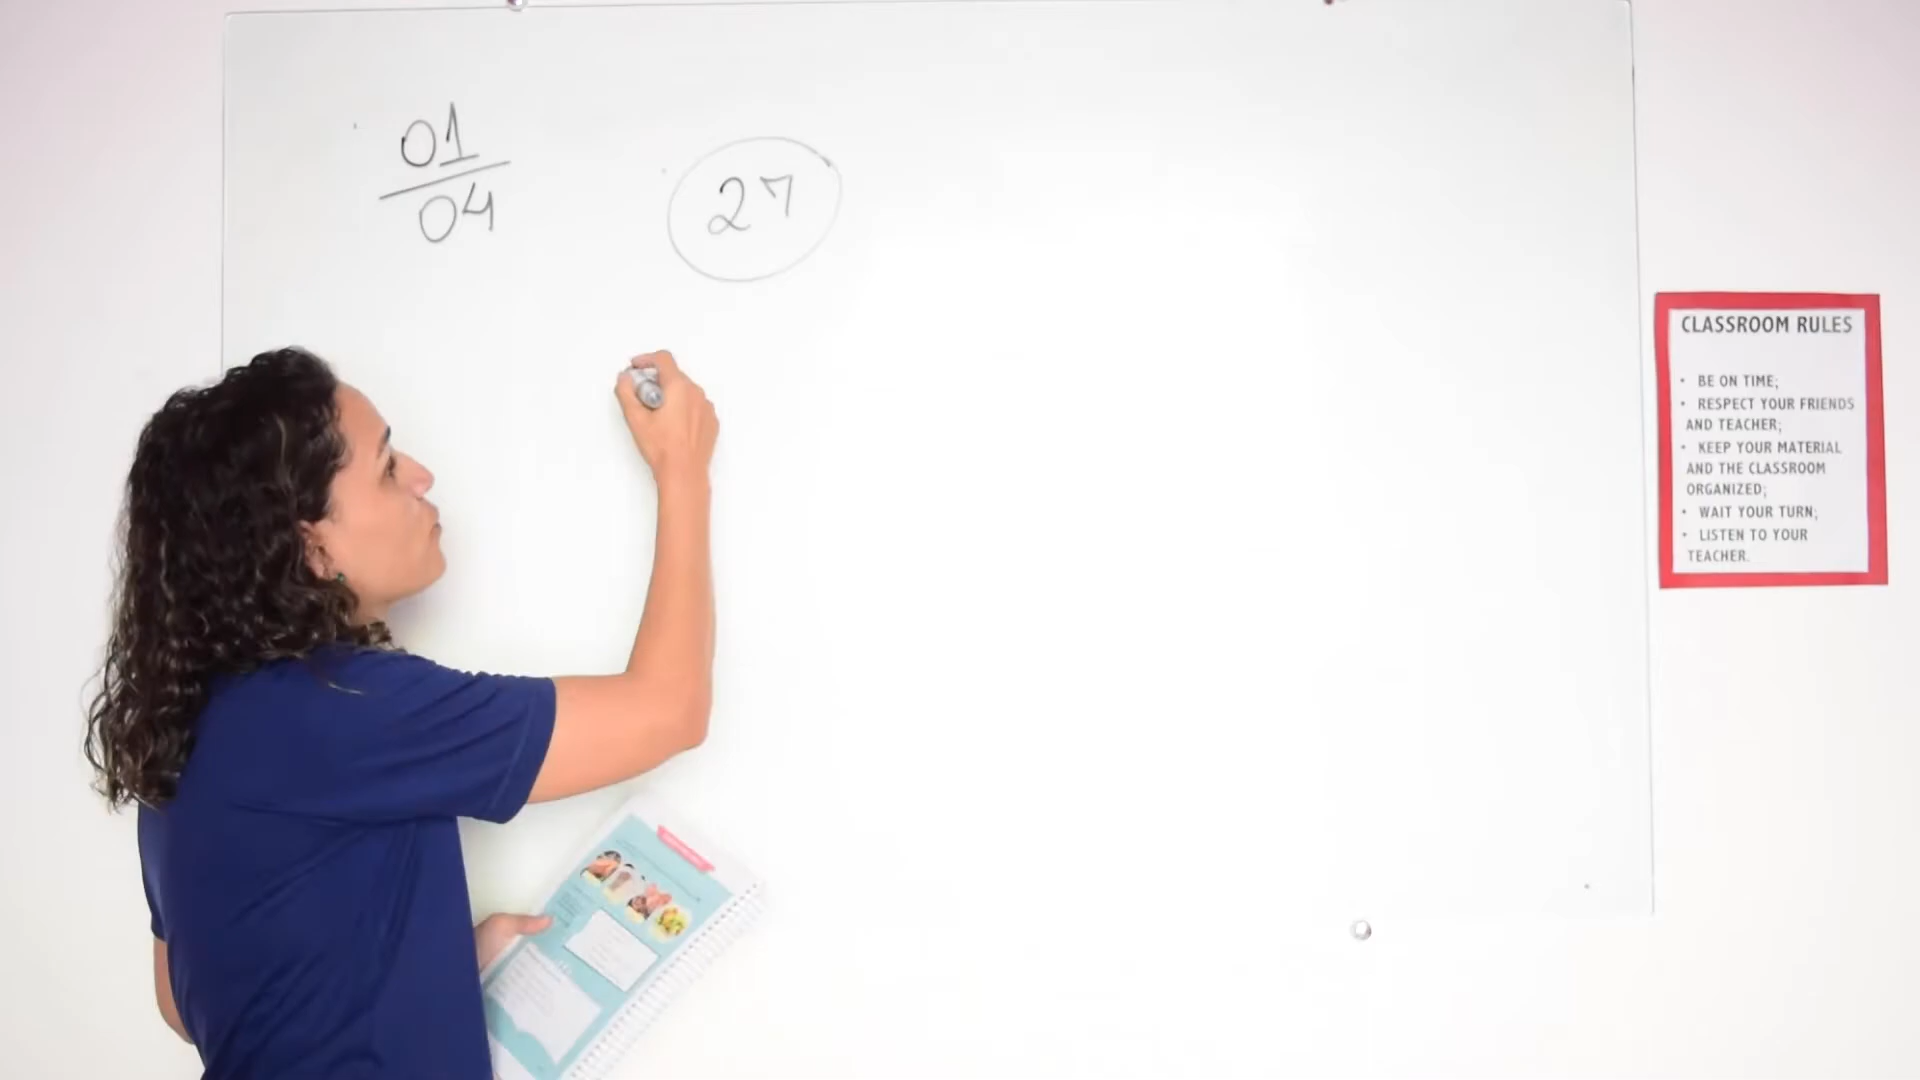 01
04
27
CLASSROOM RULES
• BE ON TIME;
• RESPECT YOUR FRIENDS
AND TEACHER;
• KEEP YOUR MATERIAL
AND THE CLASSROOM
ORGANIZED;
• WAIT YOUR TURN;
• LISTEN TO YOUR
TEACHER.